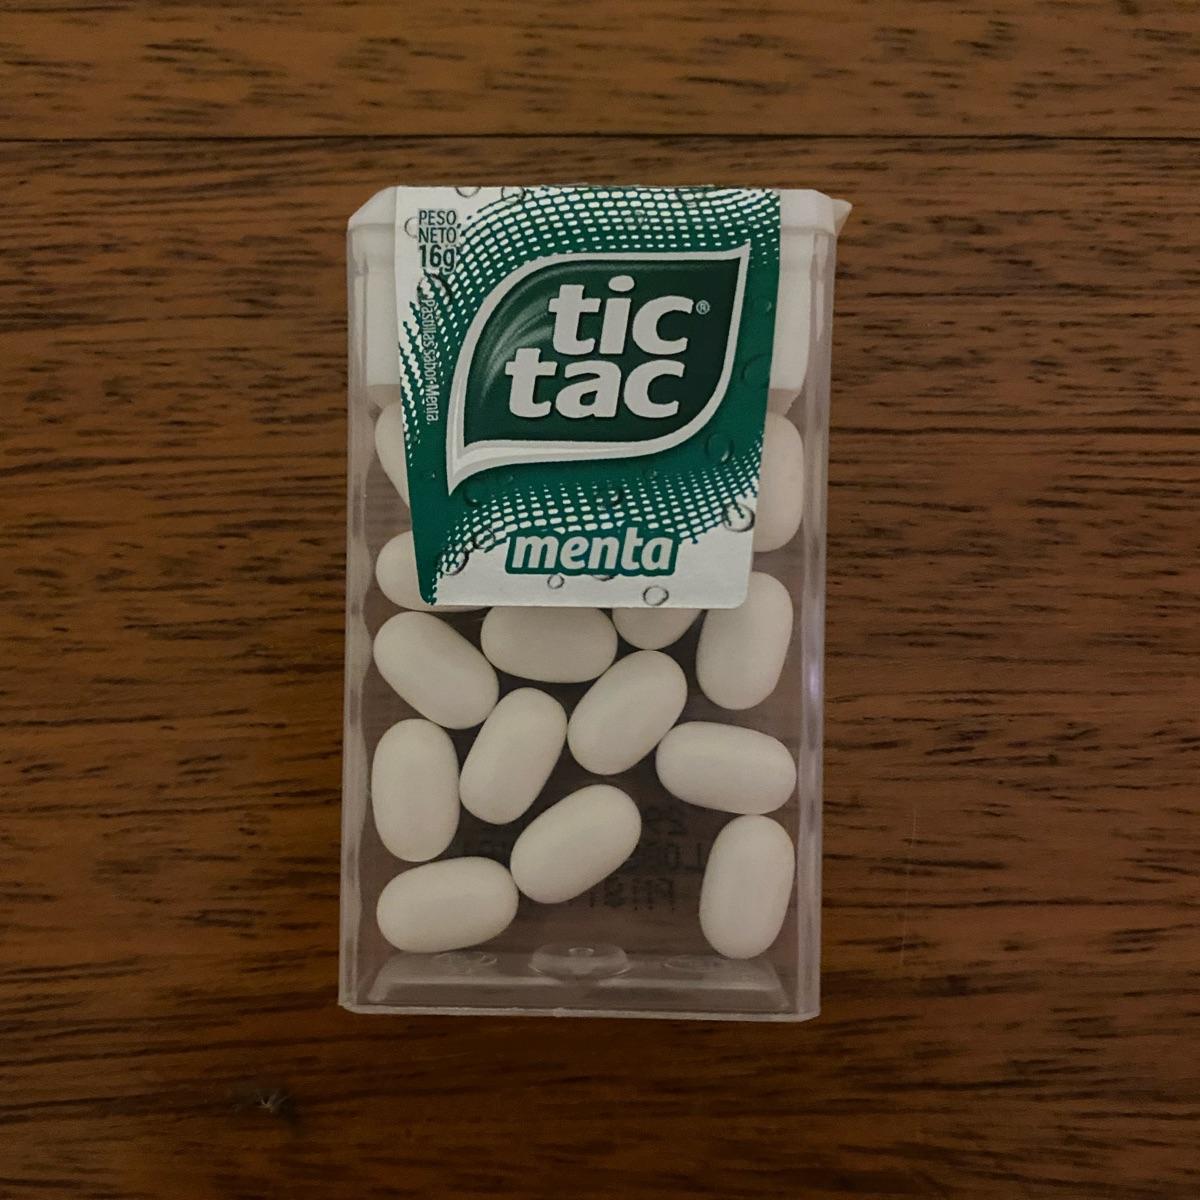 PESO
NETO
16g
Pastillas sabor Menta.
tic®
tac
menta